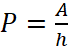 P = A/h